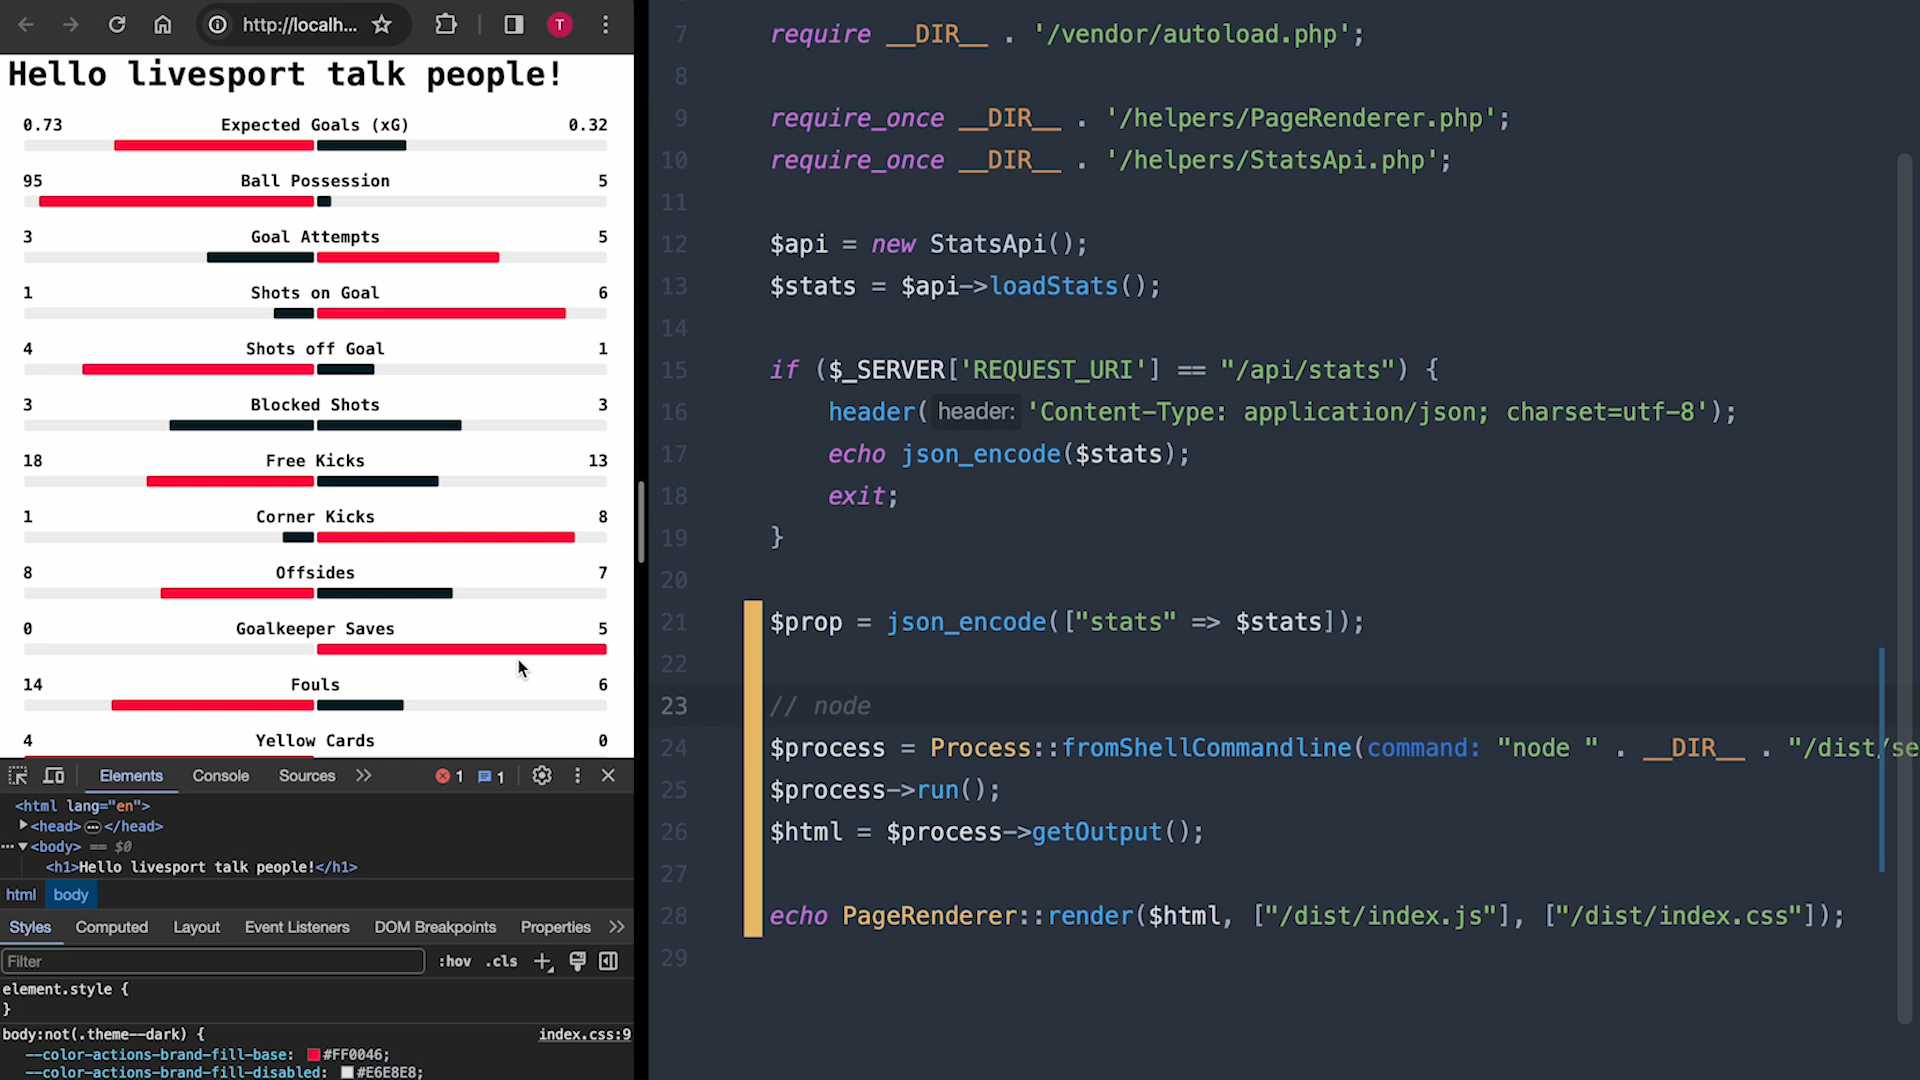 http://localh...
T
Hello livesport talk people!
0.73 Expected Goals (xG) 0.32
95 Ball Possession 5
3 Goal Attempts 5
1 Shots on Goal 6
4 Shots off Goal 1
3 Blocked Shots 3
18 Free Kicks 13
1 Corner Kicks 8
8 Offsides 7
0 Goalkeeper Saves 5
14 Fouls 6
4 Yellow Cards 0
Elements Console Sources 1 1
<html lang="en">
<head>…</head>
<body> == $0
<h1>Hello livesport talk people!</h1>
html body
Styles Computed Layout Event Listeners DOM Breakpoints Properties
Filter :hov .cls
element.style {
}
body:not(.theme--dark) { index.css:9
--color-actions-brand-fill-base: #FF0046;
--color-actions-brand-fill-disabled: #E6E8E8;
7 require __DIR__ . '/vendor/autoload.php';
8
9 require_once __DIR__ . '/helpers/PageRenderer.php';
10 require_once __DIR__ . '/helpers/StatsApi.php';
11
12 $api = new StatsApi();
13 $stats = $api->loadStats();
14
15 if ($_SERVER['REQUEST_URI'] == "/api/stats") {
16 header( header: 'Content-Type: application/json; charset=utf-8');
17 echo json_encode($stats);
18 exit;
19 }
20
21 $prop = json_encode(["stats" => $stats]);
22
23 // node
24 $process = Process::fromShellCommandline(command: "node " . __DIR__ . "/dist/se
25 $process->run();
26 $html = $process->getOutput();
27
28 echo PageRenderer::render($html, ["/dist/index.js"], ["/dist/index.css"]);
29